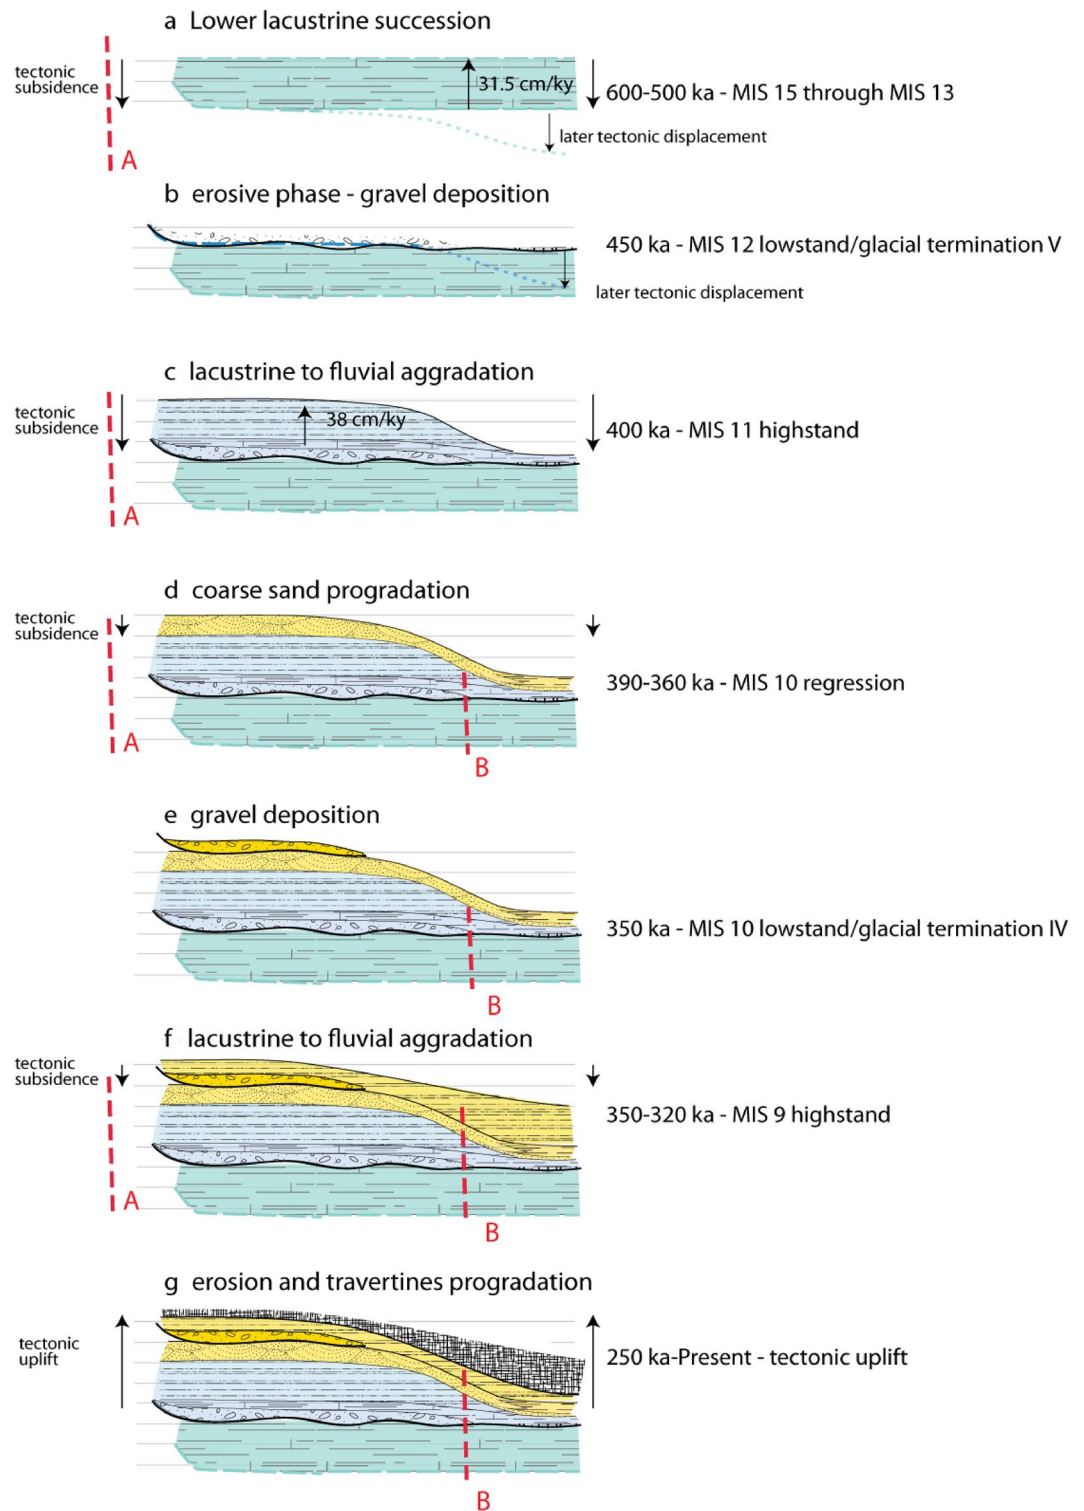 a Lower lacustrine succession
tectonic
subsidence
31.5 cm/ky
600-500 ka - MIS 15 through MIS 13
later tectonic displacement
A
b erosive phase - gravel deposition
450 ka - MIS 12 lowstand/glacial termination V
later tectonic displacement
c lacustrine to fluvial aggradation
tectonic
subsidence
38 cm/ky
400 ka - MIS 11 highstand
A
d coarse sand progradation
tectonic
subsidence
390-360 ka - MIS 10 regression
A
B
e gravel deposition
350 ka - MIS 10 lowstand/glacial termination IV
B
f lacustrine to fluvial aggradation
tectonic
subsidence
350-320 ka - MIS 9 highstand
A
B
g erosion and travertines progradation
tectonic
uplift
250 ka-Present - tectonic uplift
B